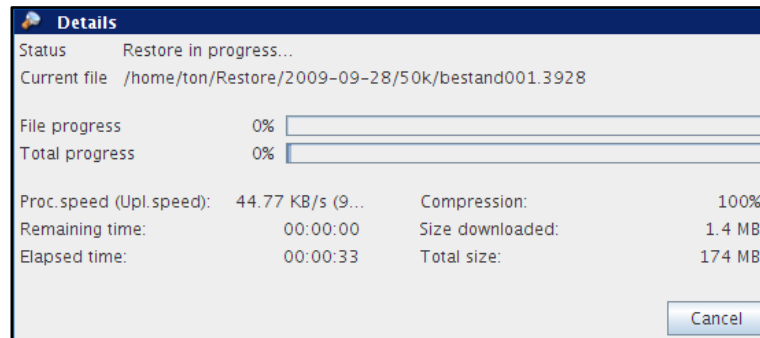 Details
Status Restore in progress...
Current file /home/ton/Restore/2009-09-28/50k/bestand001.3928
File progress 0%
Total progress 0%
Proc.speed (Upl.speed): 44.77 KB/s (9... Compression: 100%
Remaining time: 00:00:00 Size downloaded: 1.4 MB
Elapsed time: 00:00:33 Total size: 174 MB
Cancel